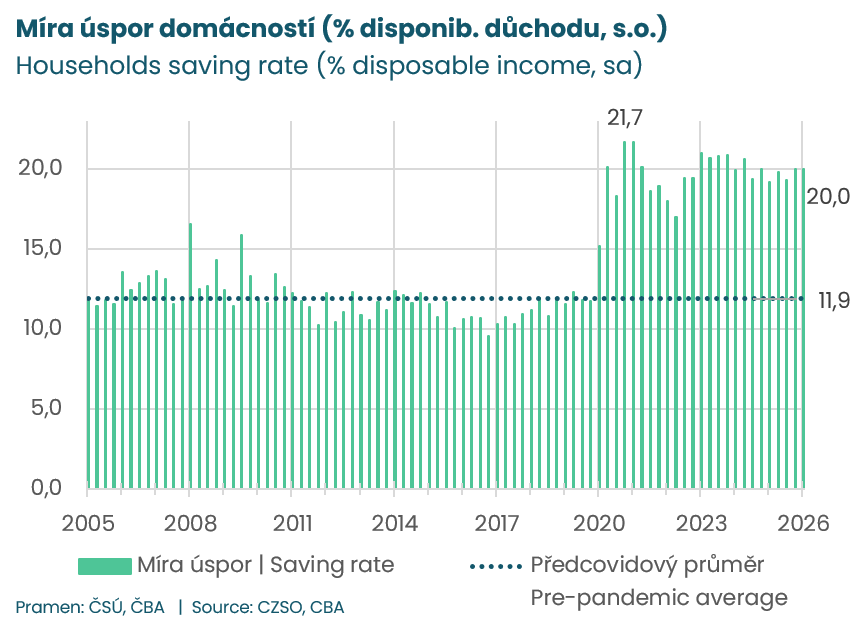 Míra úspor domácností (% disponib. důchodu, s.o.)
Households saving rate (% disposable income, sa)
21,7
20,0
20,0
15,0
11,9
10,0
5,0
0,0
2005 2008 2011 2014 2017 2020 2023 2026
Míra úspor | Saving rate
Předcovidový průměr
Pre-pandemic average
Pramen: ČSÚ, ČBA | Source: CZSO, CBA